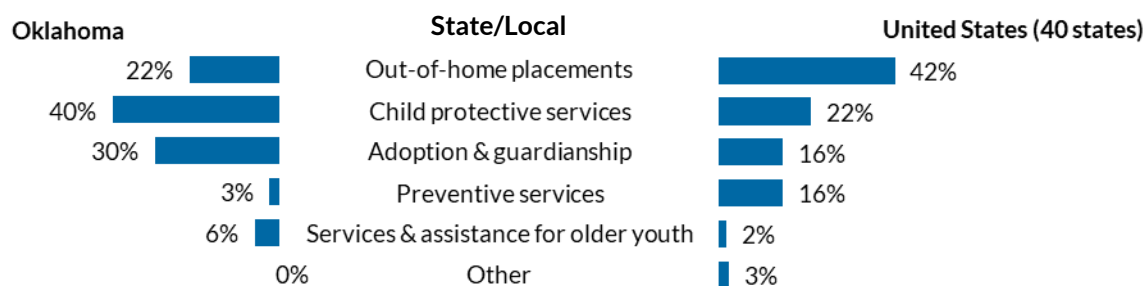 Oklahoma State/Local United States (40 states)
22% Out-of-home placements 42%
40% Child protective services 22%
30% Adoption & guardianship 16%
3% Preventive services 16%
6% Services & assistance for older youth 2%
0% Other 3%